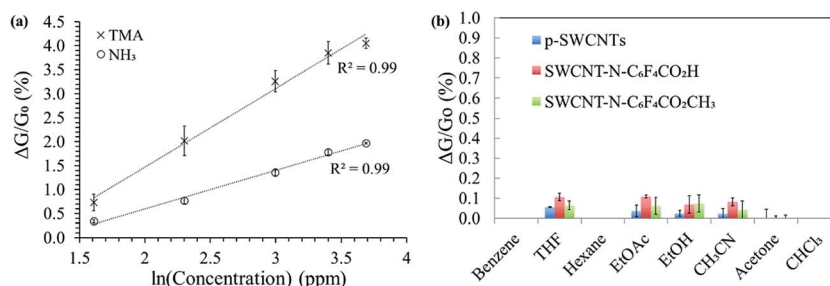 (a)
× TMA
○ NH₃
R² = 0.99
R² = 0.99
ΔG/G₀ (%)
4.5
4.0
3.5
3.0
2.5
2.0
1.5
1.0
0.5
0.0
1.5 2 2.5 3 3.5 4
ln(Concentration) (ppm)
(b)
p-SWCNTs
SWCNT-N-C₆F₄CO₂H
SWCNT-N-C₆F₄CO₂CH₃
ΔG/Go (%)
1.0
0.9
0.8
0.7
0.6
0.5
0.4
0.3
0.2
0.1
0.0
Benzene THF Hexane EtOAc EtOH CH₃CN Acetone CHCl₃